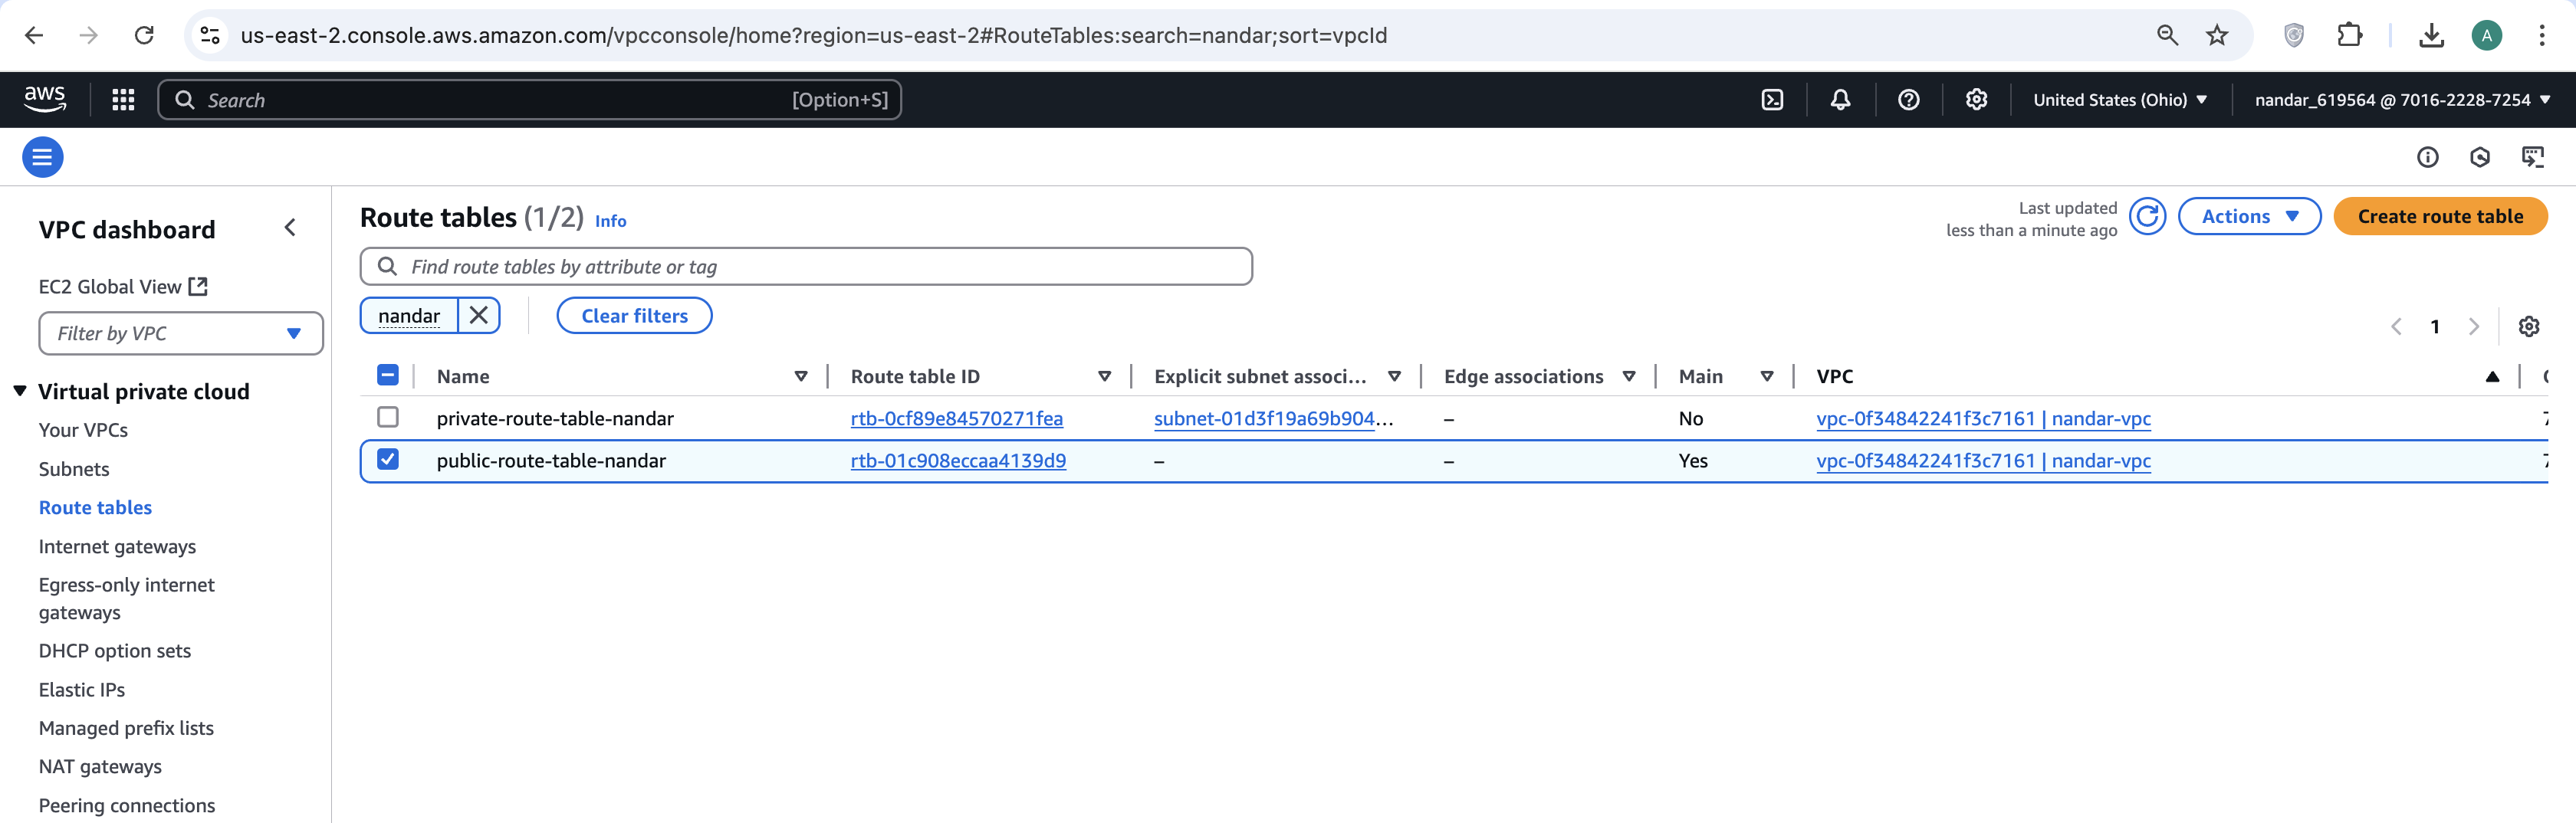 us-east-2.console.aws.amazon.com/vpcconsole/home?region=us-east-2#RouteTables:search=nandar;sort=vpcId
A
aws
Search
[Option+S]
United States (Ohio)
nandar_619564 @ 7016-2228-7254
VPC dashboard
EC2 Global View
Filter by VPC
Virtual private cloud
Your VPCs
Subnets
Route tables
Internet gateways
Egress-only internet
gateways
DHCP option sets
Elastic IPs
Managed prefix lists
NAT gateways
Peering connections
Route tables (1/2) Info
Last updated
less than a minute ago
Actions
Create route table
Find route tables by attribute or tag
nandar
Clear filters
1
Name Route table ID Explicit subnet associ... Edge associations Main VPC
private-route-table-nandar rtb-0cf89e84570271fea subnet-01d3f19a69b904... – No vpc-0f34842241f3c7161 | nandar-vpc
public-route-table-nandar rtb-01c908eccaa4139d9 – – Yes vpc-0f34842241f3c7161 | nandar-vpc